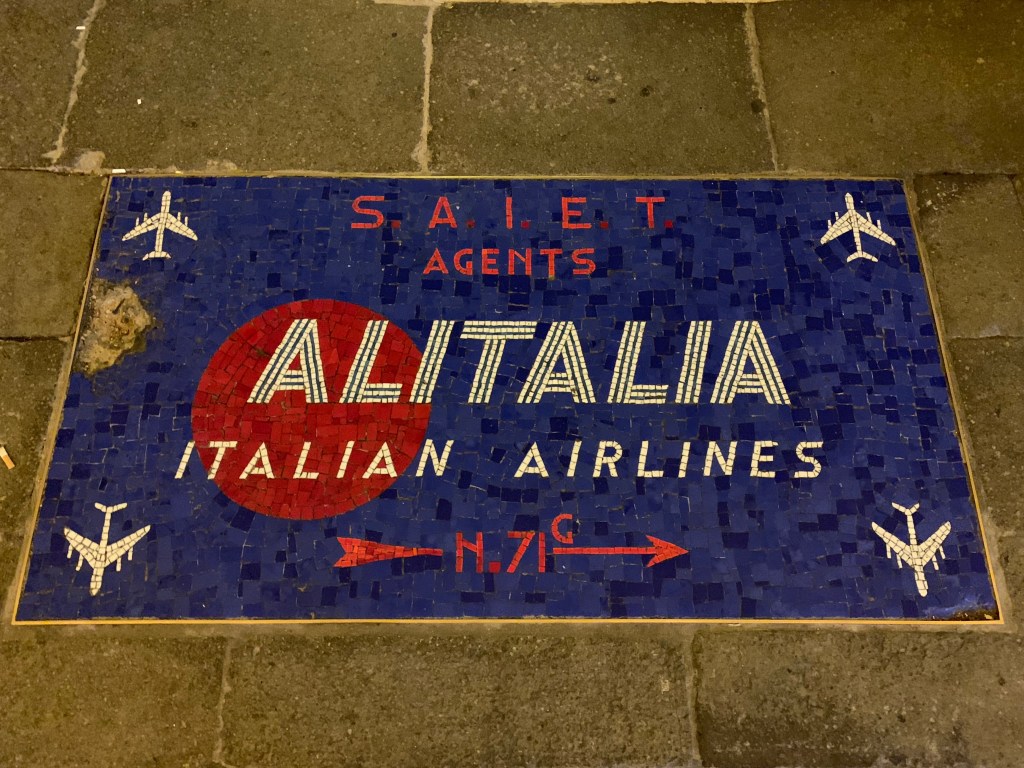 S. A. I. E. T.
AGENTS
ALITALIA
ITALIAN AIRLINES
N.71G